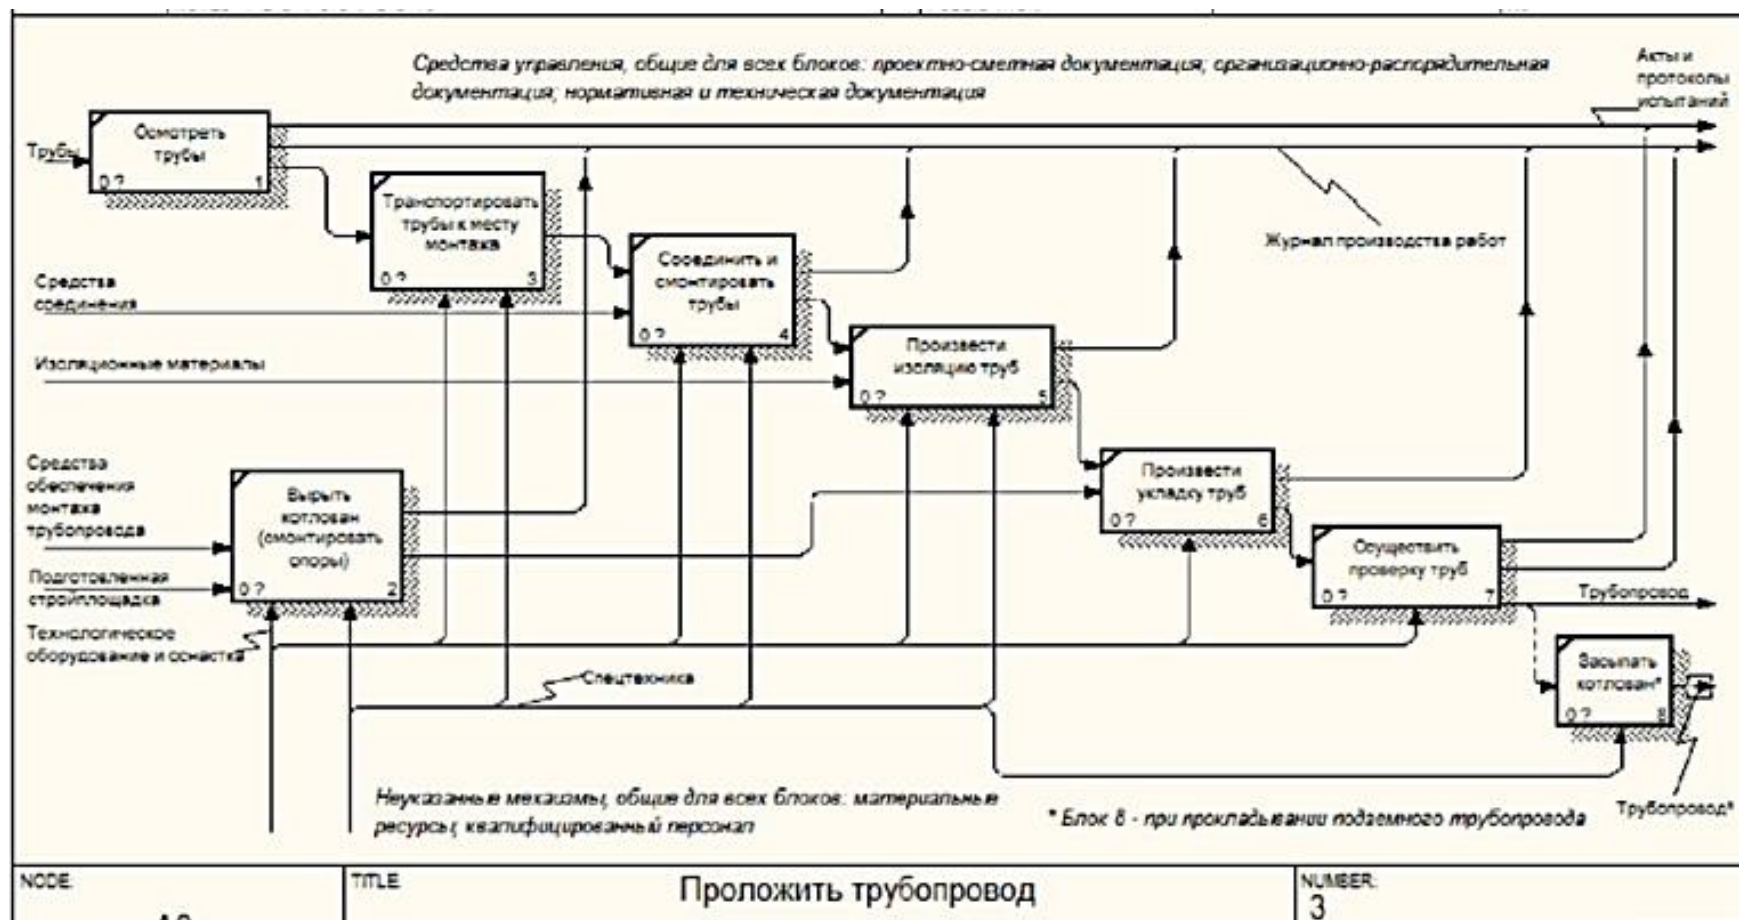 Средства управления, общие для всех блоков: проектно-сметная документация; организационно-распорядительная
документация; нормативная и техническая документация
Акты и
протоколы
испытаний
Трубы
Осмотреть
трубы
0 ?
1
Транспортировать
трубы к месту
монтажа
0 ?
3
Соединить и
смонтировать
трубы
0 ?
4
Журнал производства работ
Средства
соединения
Изоляционные материалы
Произвести
изоляцию труб
0 ?
5
Средства
обеспечения
монтажа
трубопровода
Подготовленная
стройплощадка
Вырыть
котлован
(смонтировать
опоры)
0 ?
2
Произвести
укладку труб
0 ?
6
Осуществить
проверку труб
0 ?
7
Трубопровод
Технологическое
оборудование и оснастка
Спецтехника
Засыпать
котлован*
0 ?
8
Неуказанные мехаизмы, общие для всех блоков: материальные
ресурсы; квалифицированный персонал
* Блок 8 - при прокладывании подземного трубопровода
Трубопровод*
NODE:
TITLE:
Проложить трубопровод
NUMBER:
3